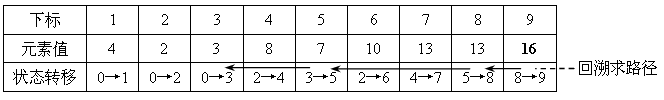 下标 1 2 3 4 5 6 7 8 9
元素值 4 2 3 8 7 10 13 13 16
状态转移 0→1 0→2 0→3 2→4 3→5 2→6 4→7 5→8 8→9 回溯求路径